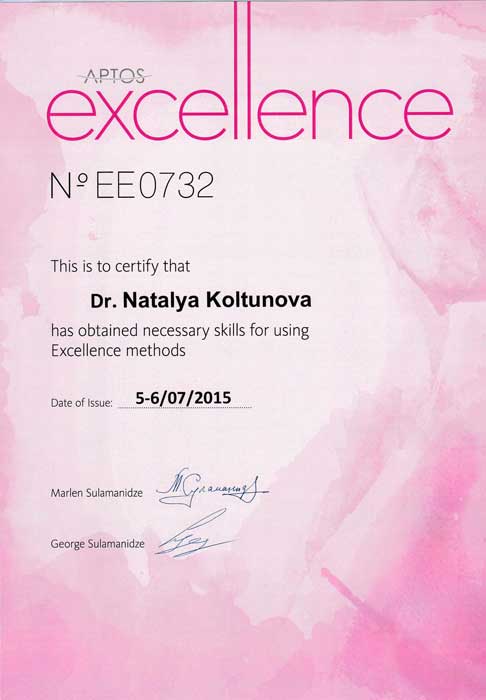 APTOS
excellence
Nº EE0732
This is to certify that
Dr. Natalya Koltunova
has obtained necessary skills for using
Excellence methods
Date of Issue: 5-6/07/2015
Marlen Sulamanidze
George Sulamanidze